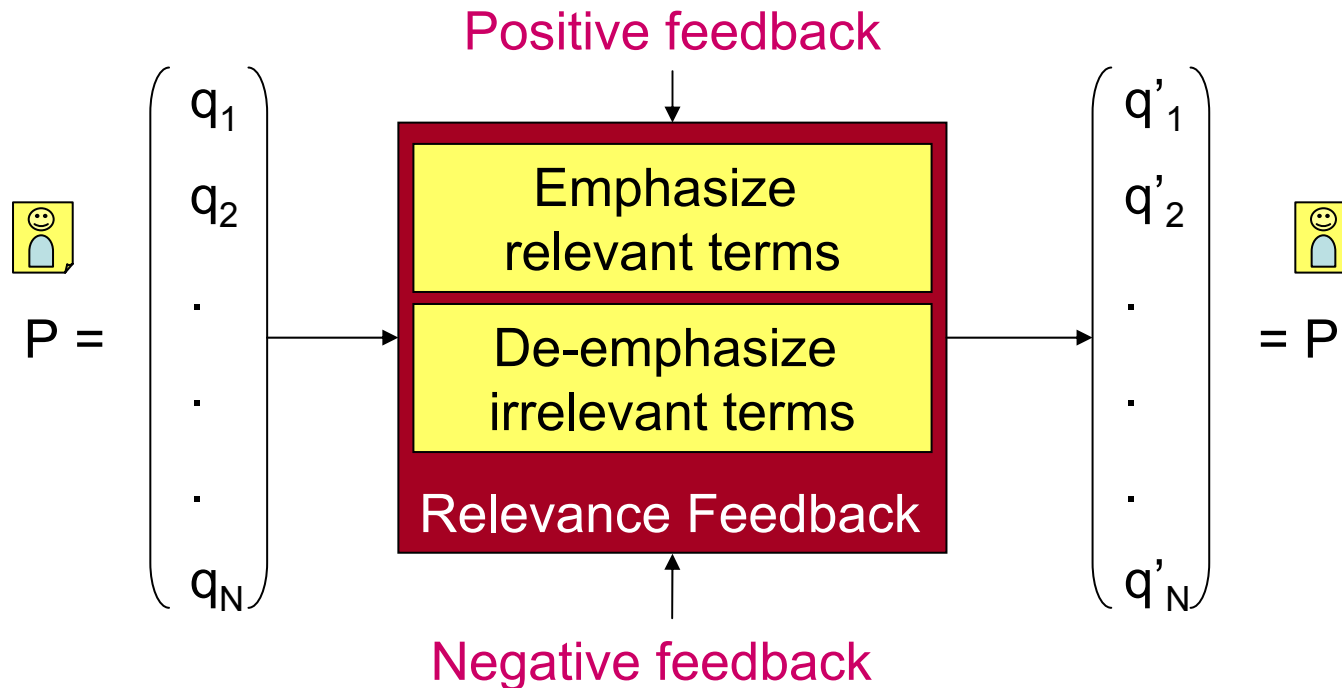 Positive feedback
q1
q2
.
.
.
qN
P =
Emphasize
relevant terms
De-emphasize
irrelevant terms
Relevance Feedback
Negative feedback
q’1
q’2
.
.
.
q’N
= P